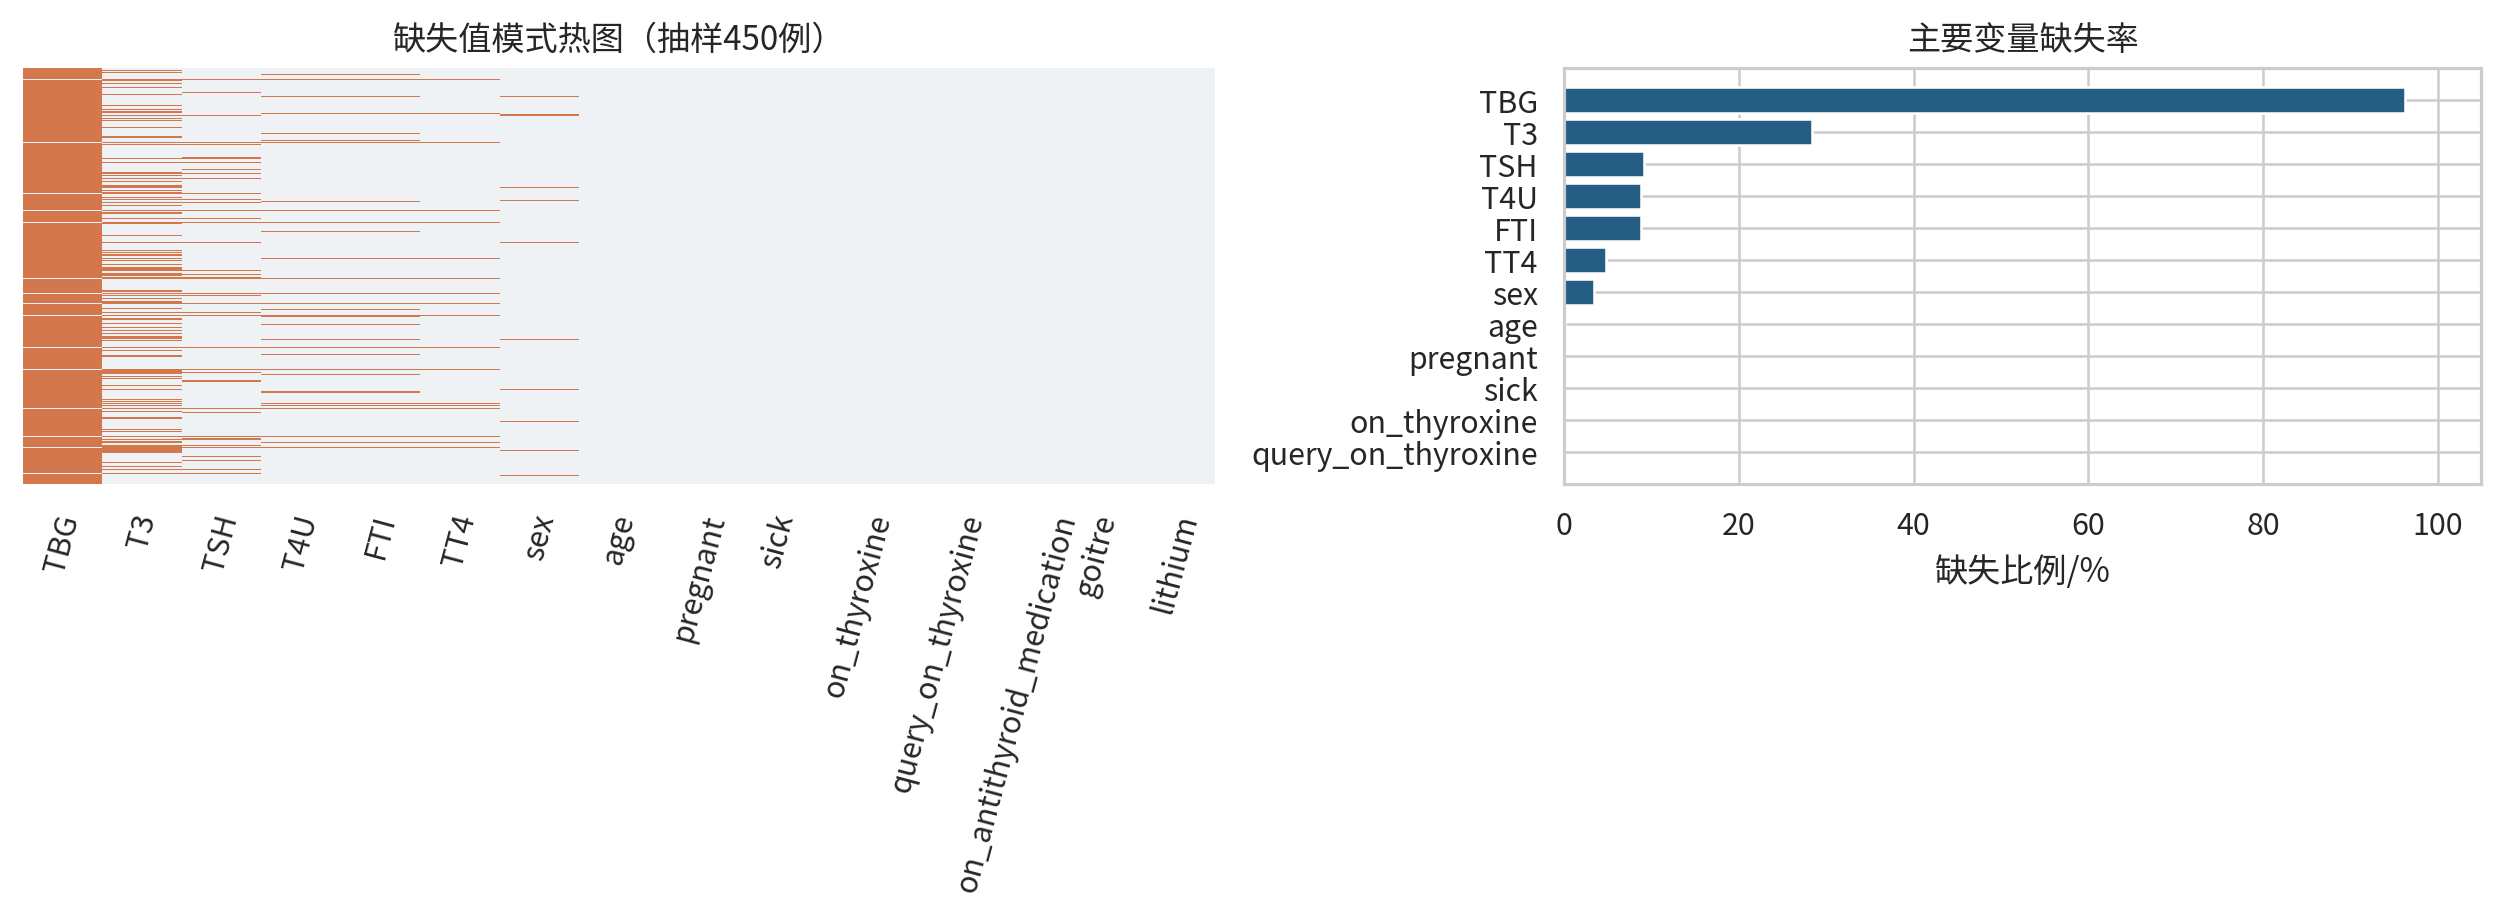 缺失值模式热图（抽样450例）
TBG
T3
TSH
T4U
FTI
TT4
sex
age
pregnant
sick
on_thyroxine
query_on_thyroxine
on_antithyroid_medication
goitre
lithium
主要变量缺失率
TBG
T3
TSH
T4U
FTI
TT4
sex
age
pregnant
sick
on_thyroxine
query_on_thyroxine
0 20 40 60 80 100
缺失比例/%